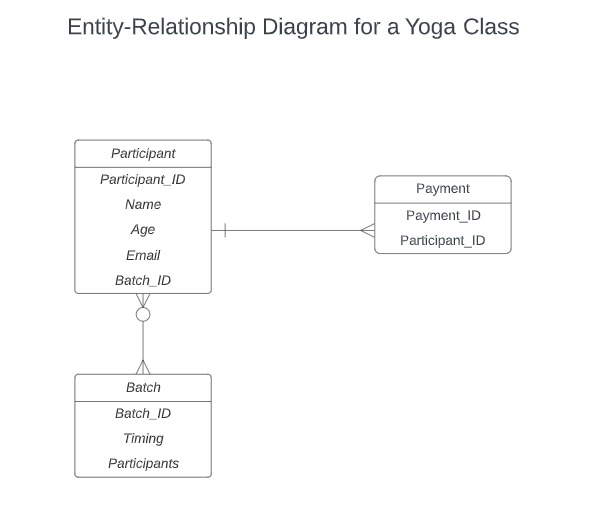 Entity-Relationship Diagram for a Yoga Class
Participant
Participant_ID
Name
Age
Email
Batch_ID
Payment
Payment_ID
Participant_ID
Batch
Batch_ID
Timing
Participants